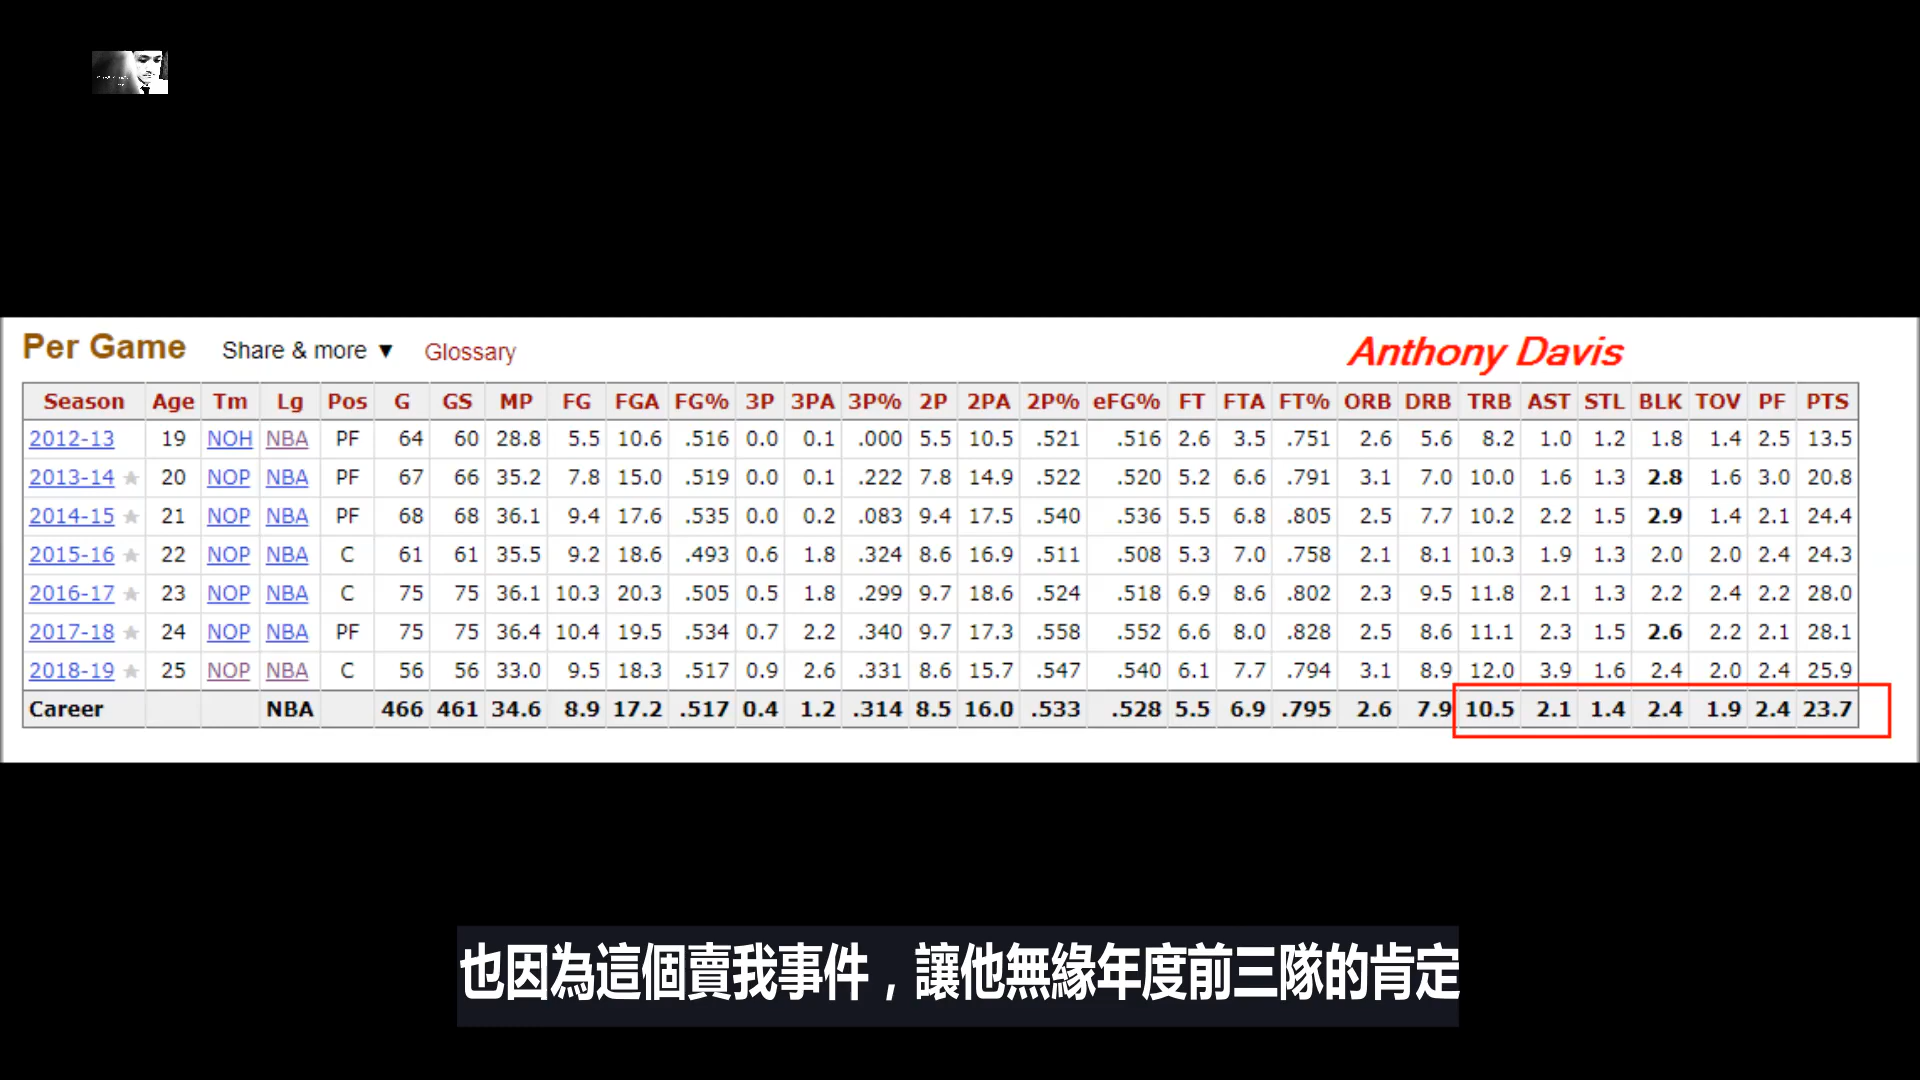 Per Game Share & more ▼ Glossary Anthony Davis
Season Age Tm Lg Pos G GS MP FG FGA FG% 3P 3PA 3P% 2P 2PA 2P% eFG% FT FTA FT% ORB DRB TRB AST STL BLK TOV PF PTS
2012-13 19 NOH NBA PF 64 60 28.8 5.5 10.6 .516 0.0 0.1 .000 5.5 10.5 .521 .516 2.6 3.5 .751 2.6 5.6 8.2 1.0 1.2 1.8 1.4 2.5 13.5
2013-14 ★ 20 NOP NBA PF 67 66 35.2 7.8 15.0 .519 0.0 0.1 .222 7.8 14.9 .522 .520 5.2 6.6 .791 3.1 7.0 10.0 1.6 1.3 2.8 1.6 3.0 20.8
2014-15 ★ 21 NOP NBA PF 68 68 36.1 9.4 17.6 .535 0.0 0.2 .083 9.4 17.5 .540 .536 5.5 6.8 .805 2.5 7.7 10.2 2.2 1.5 2.9 1.4 2.1 24.4
2015-16 ★ 22 NOP NBA C 61 61 35.5 9.2 18.6 .493 0.6 1.8 .324 8.6 16.9 .511 .508 5.3 7.0 .758 2.1 8.1 10.3 1.9 1.3 2.0 2.0 2.4 24.3
2016-17 ★ 23 NOP NBA C 75 75 36.1 10.3 20.3 .505 0.5 1.8 .299 9.7 18.6 .524 .518 6.9 8.6 .802 2.3 9.5 11.8 2.1 1.3 2.2 2.4 2.2 28.0
2017-18 ★ 24 NOP NBA PF 75 75 36.4 10.4 19.5 .534 0.7 2.2 .340 9.7 17.3 .558 .552 6.6 8.0 .828 2.5 8.6 11.1 2.3 1.5 2.6 2.2 2.1 28.1
2018-19 ★ 25 NOP NBA C 56 56 33.0 9.5 18.3 .517 0.9 2.6 .331 8.6 15.7 .547 .540 6.1 7.7 .794 3.1 8.9 12.0 3.9 1.6 2.4 2.0 2.4 25.9
Career NBA 466 461 34.6 8.9 17.2 .517 0.4 1.2 .314 8.5 16.0 .533 .528 5.5 6.9 .795 2.6 7.9 10.5 2.1 1.4 2.4 1.9 2.4 23.7
也因為這個賣我事件，讓他無緣年度前三隊的肯定